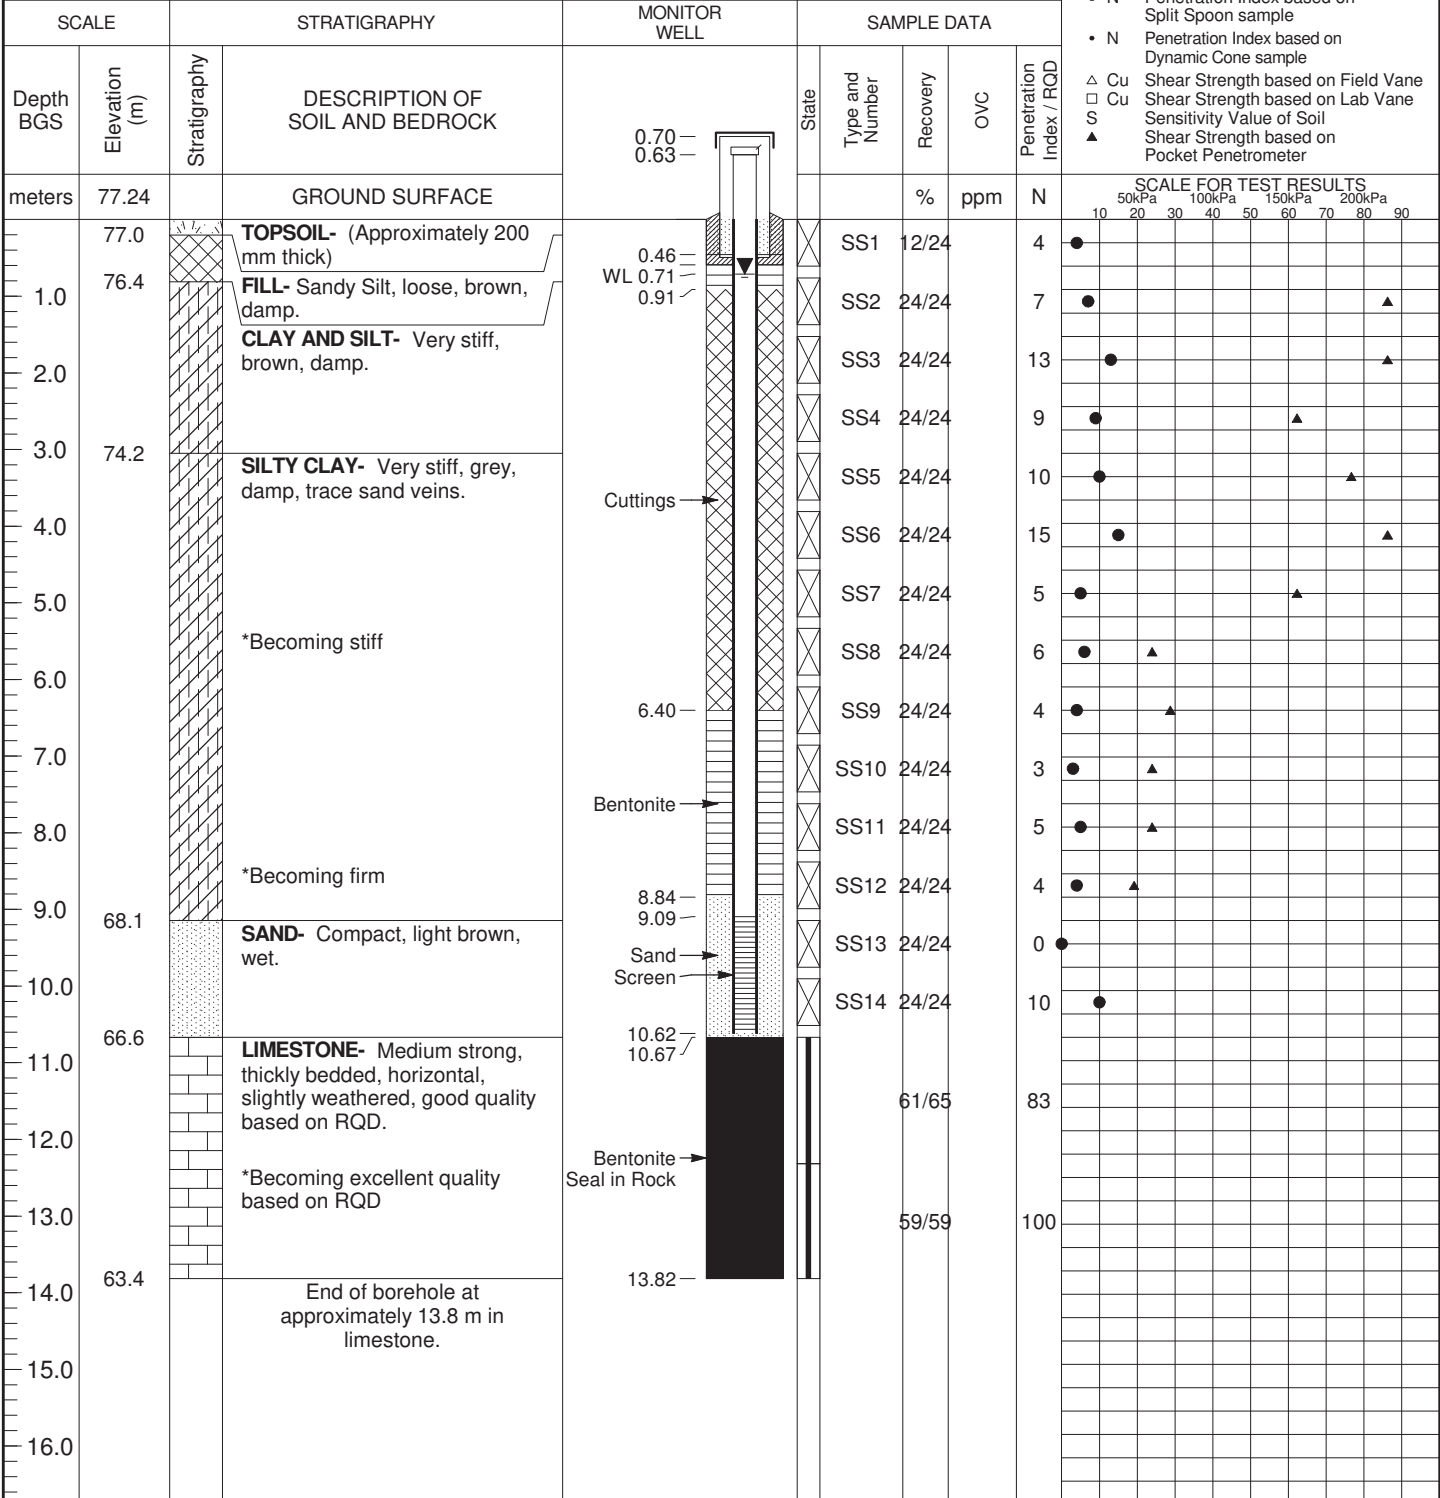 SCALE
STRATIGRAPHY
MONITOR
WELL
SAMPLE DATA
• N Penetration Index based on
Split Spoon sample
• N Penetration Index based on
Dynamic Cone sample
△ Cu Shear Strength based on Field Vane
□ Cu Shear Strength based on Lab Vane
S Sensitivity Value of Soil
▲ Shear Strength based on
Pocket Penetrometer
Depth
BGS
Elevation
(m)
Stratigraphy
DESCRIPTION OF
SOIL AND BEDROCK
State
Type and
Number
Recovery
OVC
Penetration
Index / RQD
0.70
0.63
meters 77.24 GROUND SURFACE % ppm N
SCALE FOR TEST RESULTS
50kPa 100kPa 150kPa 200kPa
10 20 30 40 50 60 70 80 90
77.0 TOPSOIL- (Approximately 200
mm thick)
0.46
SS1 12/24 4
WL 0.71
76.4 FILL- Sandy Silt, loose, brown,
damp.
1.0
0.91
SS2 24/24 7
CLAY AND SILT- Very stiff,
brown, damp.
SS3 24/24 13
2.0
SS4 24/24 9
3.0
74.2 SILTY CLAY- Very stiff, grey,
damp, trace sand veins.
SS5 24/24 10
Cuttings
4.0
SS6 24/24 15
SS7 24/24 5
5.0
*Becoming stiff
SS8 24/24 6
6.0
6.40
SS9 24/24 4
7.0
SS10 24/24 3
Bentonite
SS11 24/24 5
8.0
*Becoming firm
SS12 24/24 4
8.84
9.0
9.09
68.1 SAND- Compact, light brown,
wet.
SS13 24/24 0
Sand
Screen
10.0
SS14 24/24 10
10.62
66.6 LIMESTONE- Medium strong,
thickly bedded, horizontal,
slightly weathered, good quality
based on RQD.
10.67
11.0
61/65 83
12.0
Bentonite
Seal in Rock
*Becoming excellent quality
based on RQD
13.0
59/59 100
63.4
13.82
14.0
End of borehole at
approximately 13.8 m in
limestone.
15.0
16.0